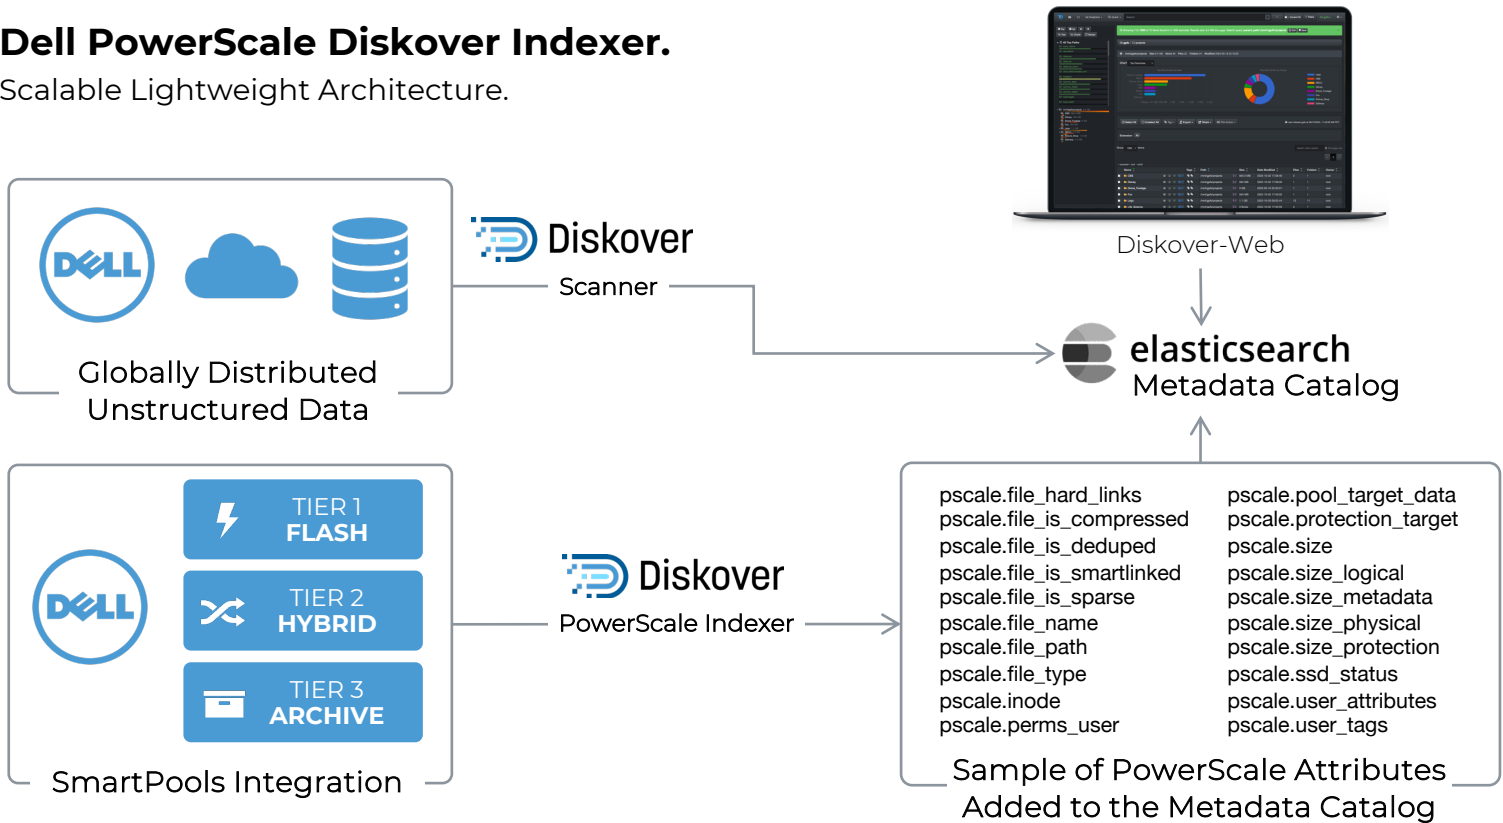 Dell PowerScale Diskover Indexer.
Scalable Lightweight Architecture.
Diskover-Web
DELL
Globally Distributed
Unstructured Data
Diskover
Scanner
elasticsearch
Metadata Catalog
DELL
TIER 1
FLASH
TIER 2
HYBRID
TIER 3
ARCHIVE
SmartPools Integration
Diskover
PowerScale Indexer
pscale.file_hard_links
pscale.file_is_compressed
pscale.file_is_deduped
pscale.file_is_smartlinked
pscale.file_is_sparse
pscale.file_name
pscale.file_path
pscale.file_type
pscale.inode
pscale.perms_user
pscale.pool_target_data
pscale.protection_target
pscale.size
pscale.size_logical
pscale.size_metadata
pscale.size_physical
pscale.size_protection
pscale.ssd_status
pscale.user_attributes
pscale.user_tags
Sample of PowerScale Attributes
Added to the Metadata Catalog